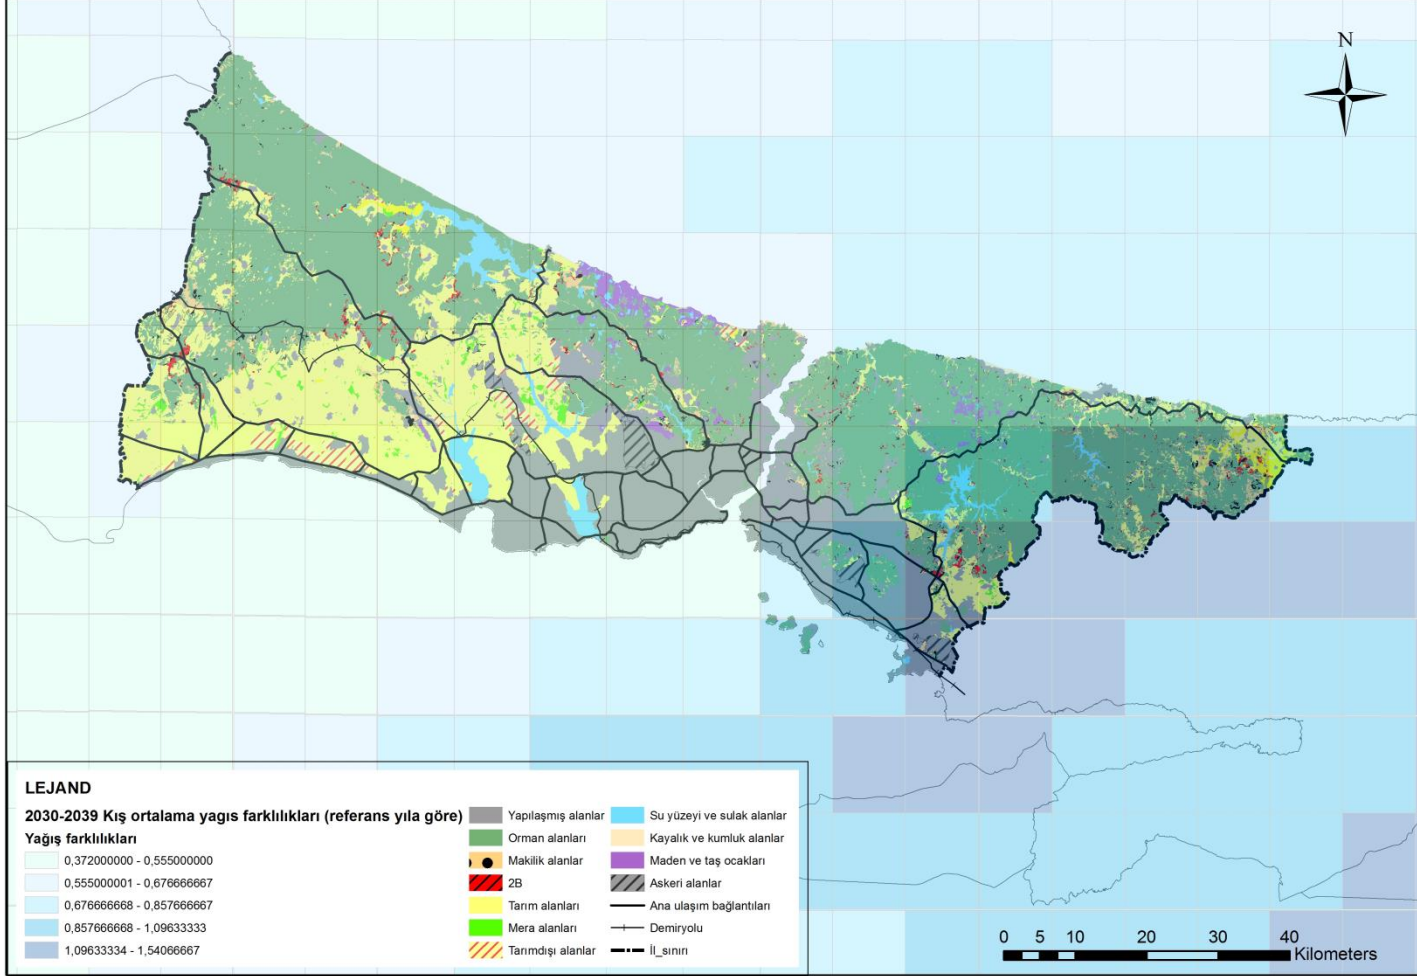 N
LEJAND
2030-2039 Kış ortalama yagıs farklılıkları (referans yıla göre)
Yağış farklılıkları
0,372000000 - 0,555000000
0,555000001 - 0,676666667
0,676666668 - 0,857666667
0,857666668 - 1,09633333
1,09633334 - 1,54066667
Yapılaşmış alanlar
Orman alanları
Makilik alanlar
2B
Tarım alanları
Mera alanları
Tarımdışı alanlar
Su yüzeyi ve sulak alanlar
Kayalık ve kumluk alanlar
Maden ve taş ocakları
Askeri alanlar
Ana ulaşım bağlantıları
Demiryolu
İl_sınırı
0 5 10 20 30 40
Kilometers